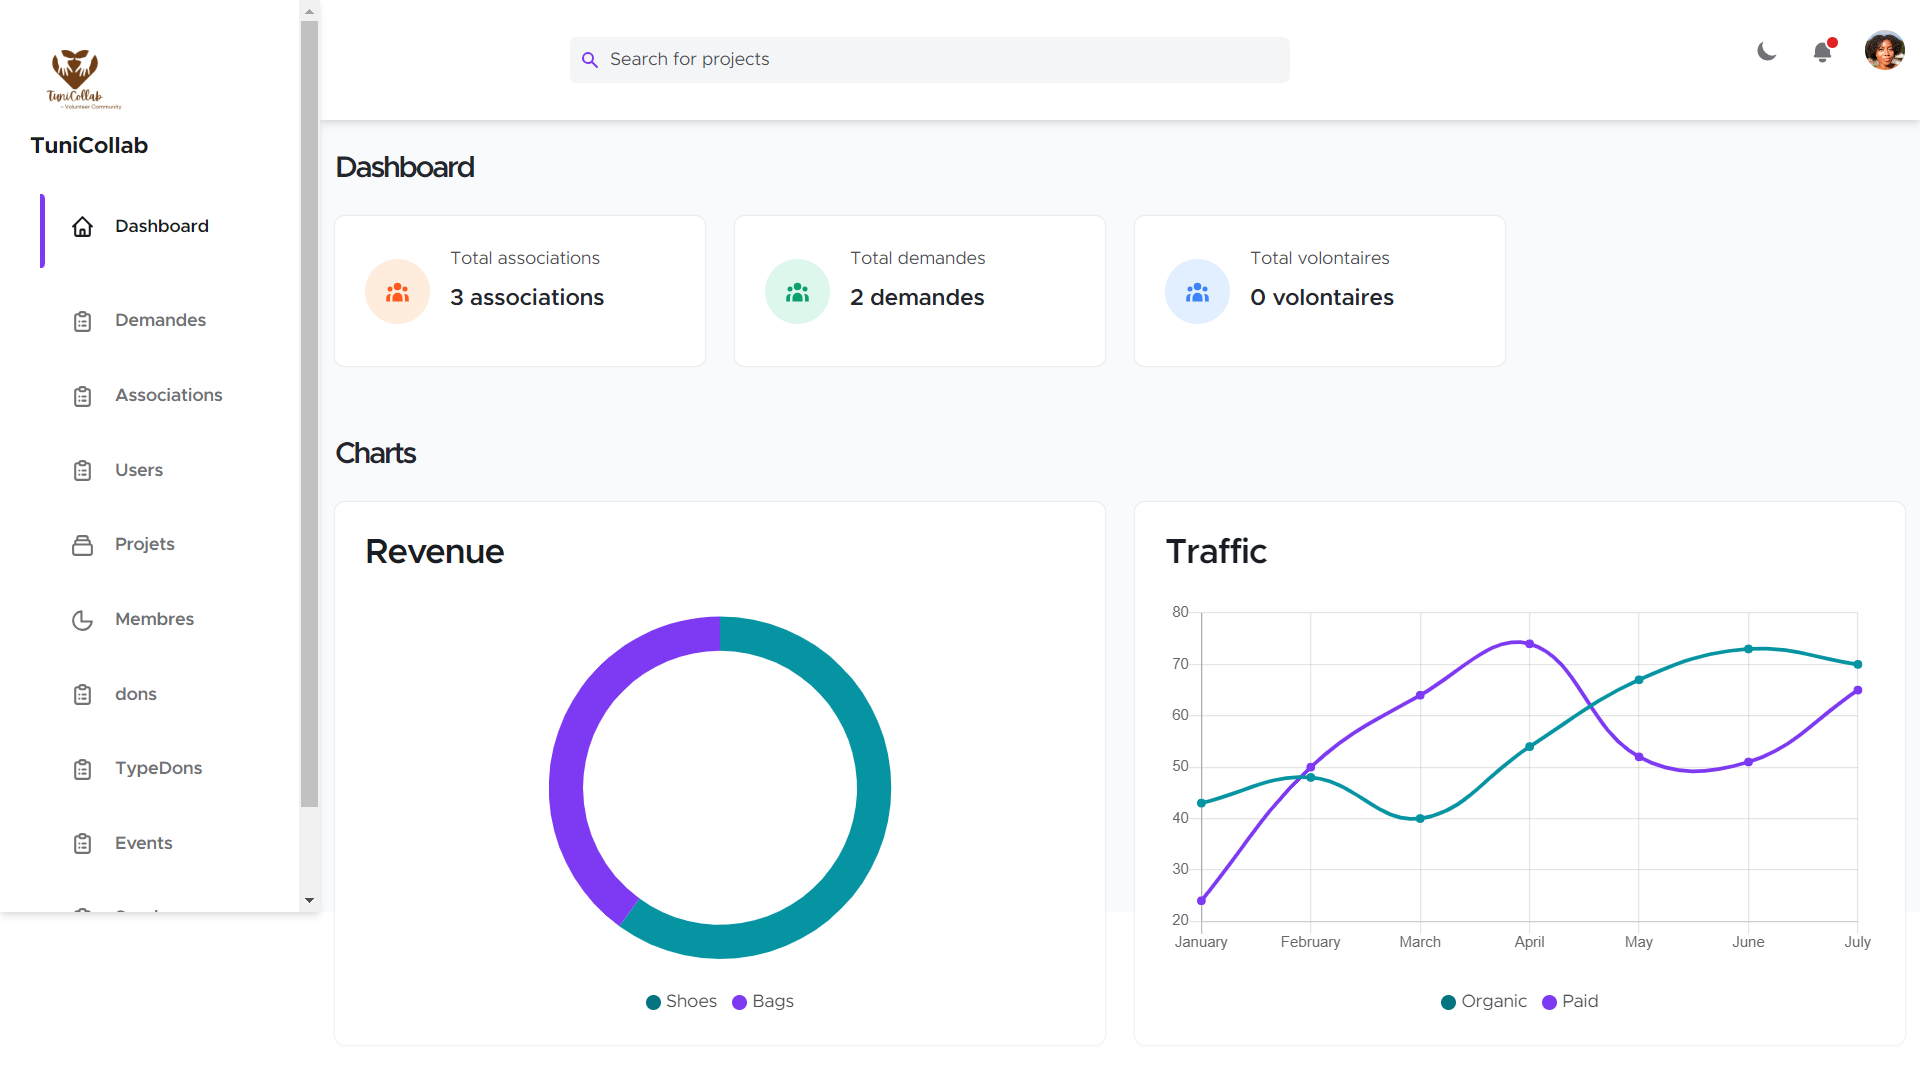 TuniCollab
~ Volunteer Community
TuniCollab
Dashboard
Demandes
Associations
Users
Projets
Membres
dons
TypeDons
Events
Search for projects
Dashboard
Total associations
3 associations
Total demandes
2 demandes
Total volontaires
0 volontaires
Charts
Revenue
Shoes Bags
Traffic
80
70
60
50
40
30
20
January February March April May June July
Organic Paid